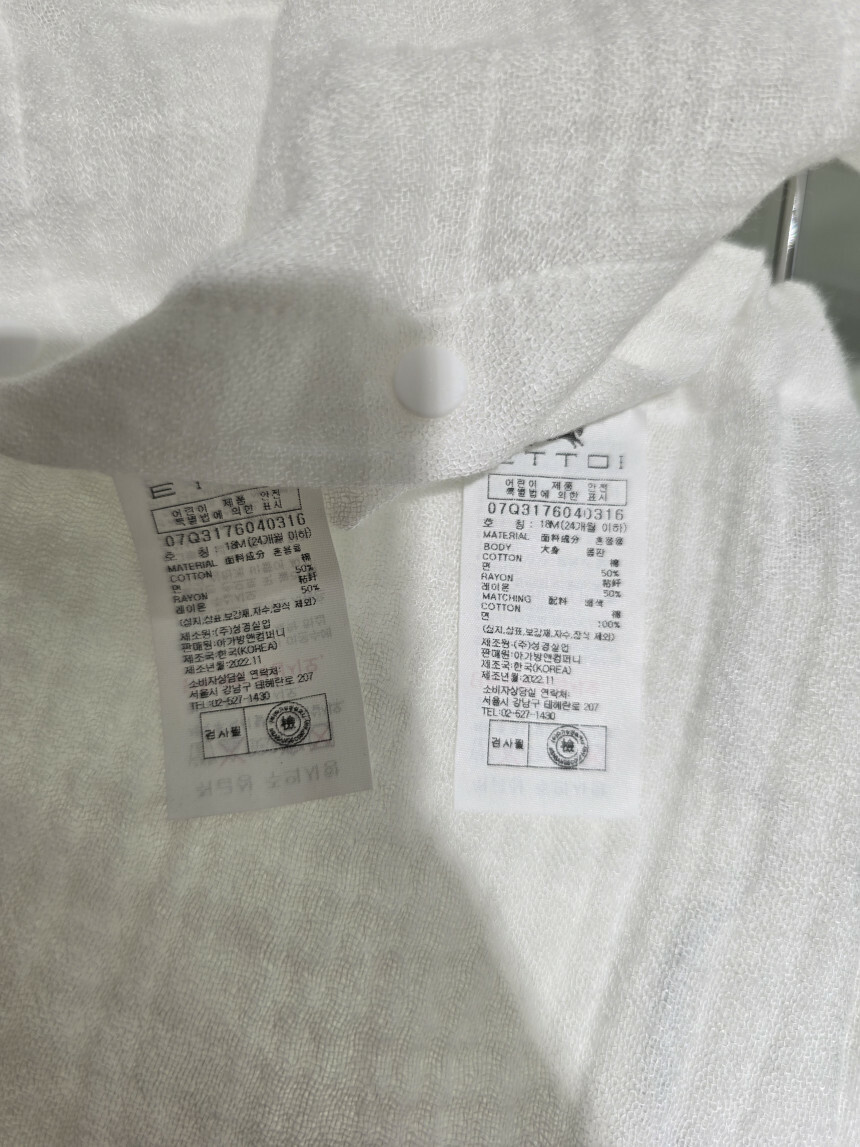 어린이 제품 안전
특별법에 의한 표시
07Q3176040316
호 칭: 18M(24개월 이하)
MATERIAL 面料成分 혼용율
COTTON 棉
면 50%
RAYON 粘纤
레이온 50%
(심지,상표,보강재,자수,장식 제외)
제조원:(주)성경실업
판매원:아가방앤컴퍼니
제조국:한국(KOREA)
제조년월:2022.11
소비자상담실 연락처:
서울시 강남구 테헤란로 207
TEL:02-527-1430
검사필
檢
ETTOI
어린이 제품 안전
특별법에 의한 표시
07Q3176040316
호 칭: 18M(24개월 이하)
MATERIAL 面料成分 혼용율
BODY 大身 몸판
COTTON 棉
50%
RAYON 粘纤
레이온 50%
MATCHING 配料 배색
COTTON 棉
면 100%
(심지,상표,보강재,자수,장식 제외)
제조원:(주)성경실업
판매원:아가방앤컴퍼니
제조국:한국(KOREA)
제조년월:2022.11
소비자상담실 연락처:
서울시 강남구 테헤란로 207
TEL:02-527-1430
검사필
檢